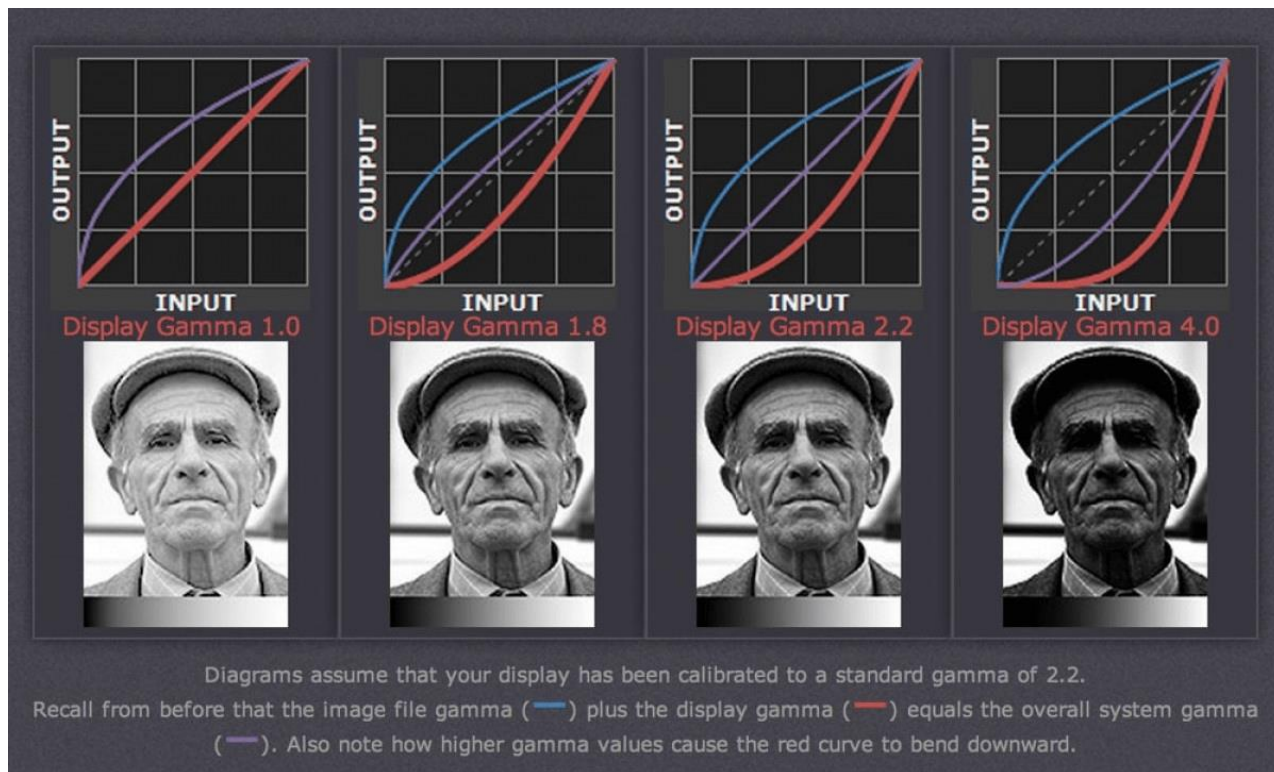 OUTPUT
OUTPUT
OUTPUT
OUTPUT
INPUT
INPUT
INPUT
INPUT
Display Gamma 1.0
Display Gamma 1.8
Display Gamma 2.2
Display Gamma 4.0
Diagrams assume that your display has been calibrated to a standard gamma of 2.2.
Recall from before that the image file gamma ( ) plus the display gamma ( ) equals the overall system gamma
( ). Also note how higher gamma values cause the red curve to bend downward.